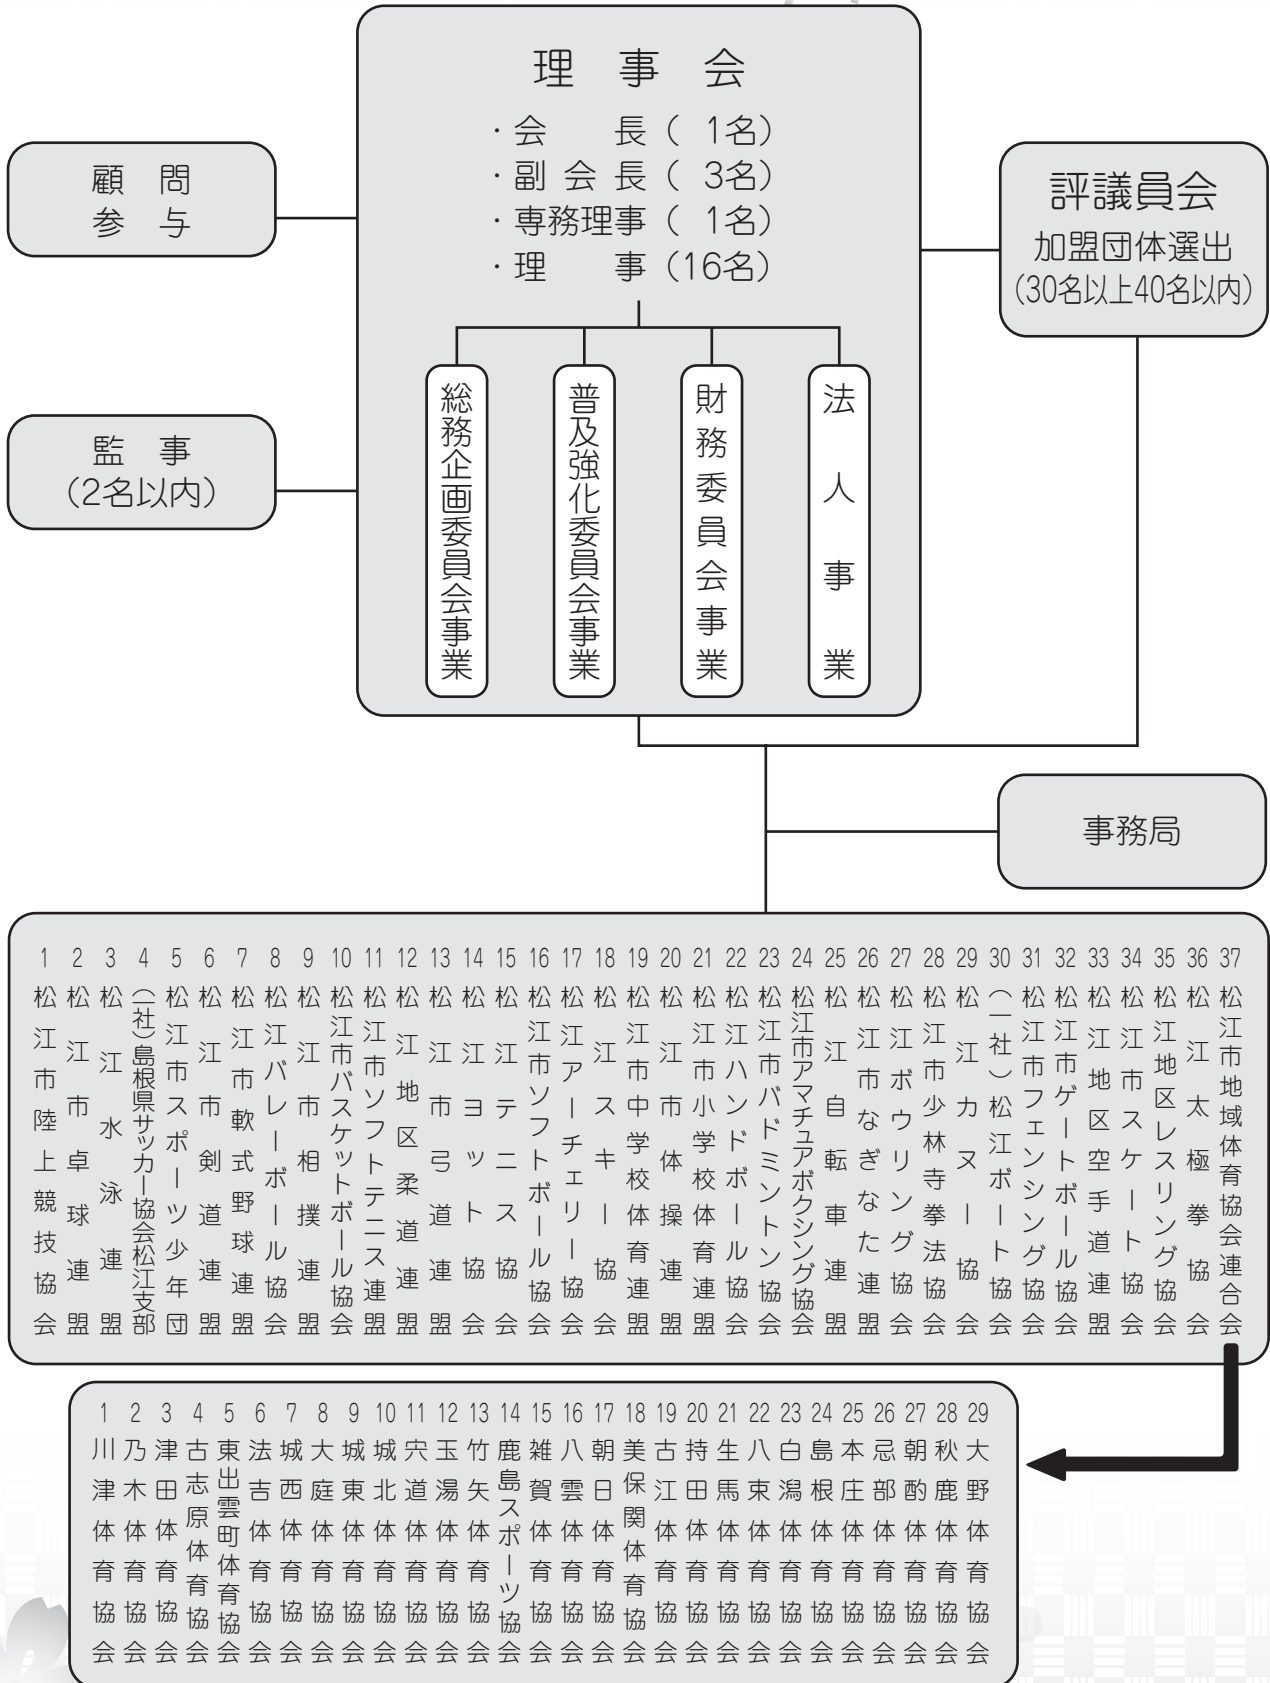 理事会
・会長（1名）
・副会長（3名）
・専務理事（1名）
・理事（16名）
顧問
参与
評議員会
加盟団体選出
（30名以上40名以内）
監事
（2名以内）
総務企画委員会事業
普及強化委員会事業
財務委員会事業
法人事業
事務局
1 松江市陸上競技協会
2 松江市卓球連盟
3 松江水泳連盟
4 （一社）島根県サッカー協会松江支部
5 松江市スポーツ少年団
6 松江市剣道連盟
7 松江市軟式野球連盟
8 松江バレーボール協会
9 松江市相撲連盟
10 松江市バスケットボール協会
11 松江市ソフトテニス連盟
12 松江地区柔道連盟
13 松江市弓道連盟
14 松江ヨット協会
15 松江テニス協会
16 松江市ソフトボール協会
17 松江アーチェリー協会
18 松江スキー協会
19 松江市中学校体育連盟
20 松江市体操連盟
21 松江市小学校体育連盟
22 松江ハンドボール協会
23 松江市バドミントン協会
24 松江市アマチュアボクシング協会
25 松江自転車連盟
26 松江市なぎなた連盟
27 松江ボウリング協会
28 松江市少林寺拳法協会
29 松江カヌー協会
30 （一社）松江ボート協会
31 松江市フェンシング協会
32 松江市ゲートボール協会
33 松江地区空手道連盟
34 松江市スケート協会
35 松江地区レスリング協会
36 松江太極拳協会
37 松江市地域体育協会連合会
1 川津体育協会
2 乃木体育協会
3 津田体育協会
4 古志原体育協会
5 東出雲町体育協会
6 法吉体育協会
7 城西体育協会
8 大庭体育協会
9 城東体育協会
10 城北体育協会
11 宍道体育協会
12 玉湯体育協会
13 竹矢体育協会
14 鹿島スポーツ協会
15 雑賀体育協会
16 八雲体育協会
17 朝日体育協会
18 美保関体育協会
19 古江体育協会
20 持田体育協会
21 生馬体育協会
22 八束体育協会
23 白潟体育協会
24 島根体育協会
25 本庄体育協会
26 忌部体育協会
27 朝酌体育協会
28 秋鹿体育協会
29 大野体育協会